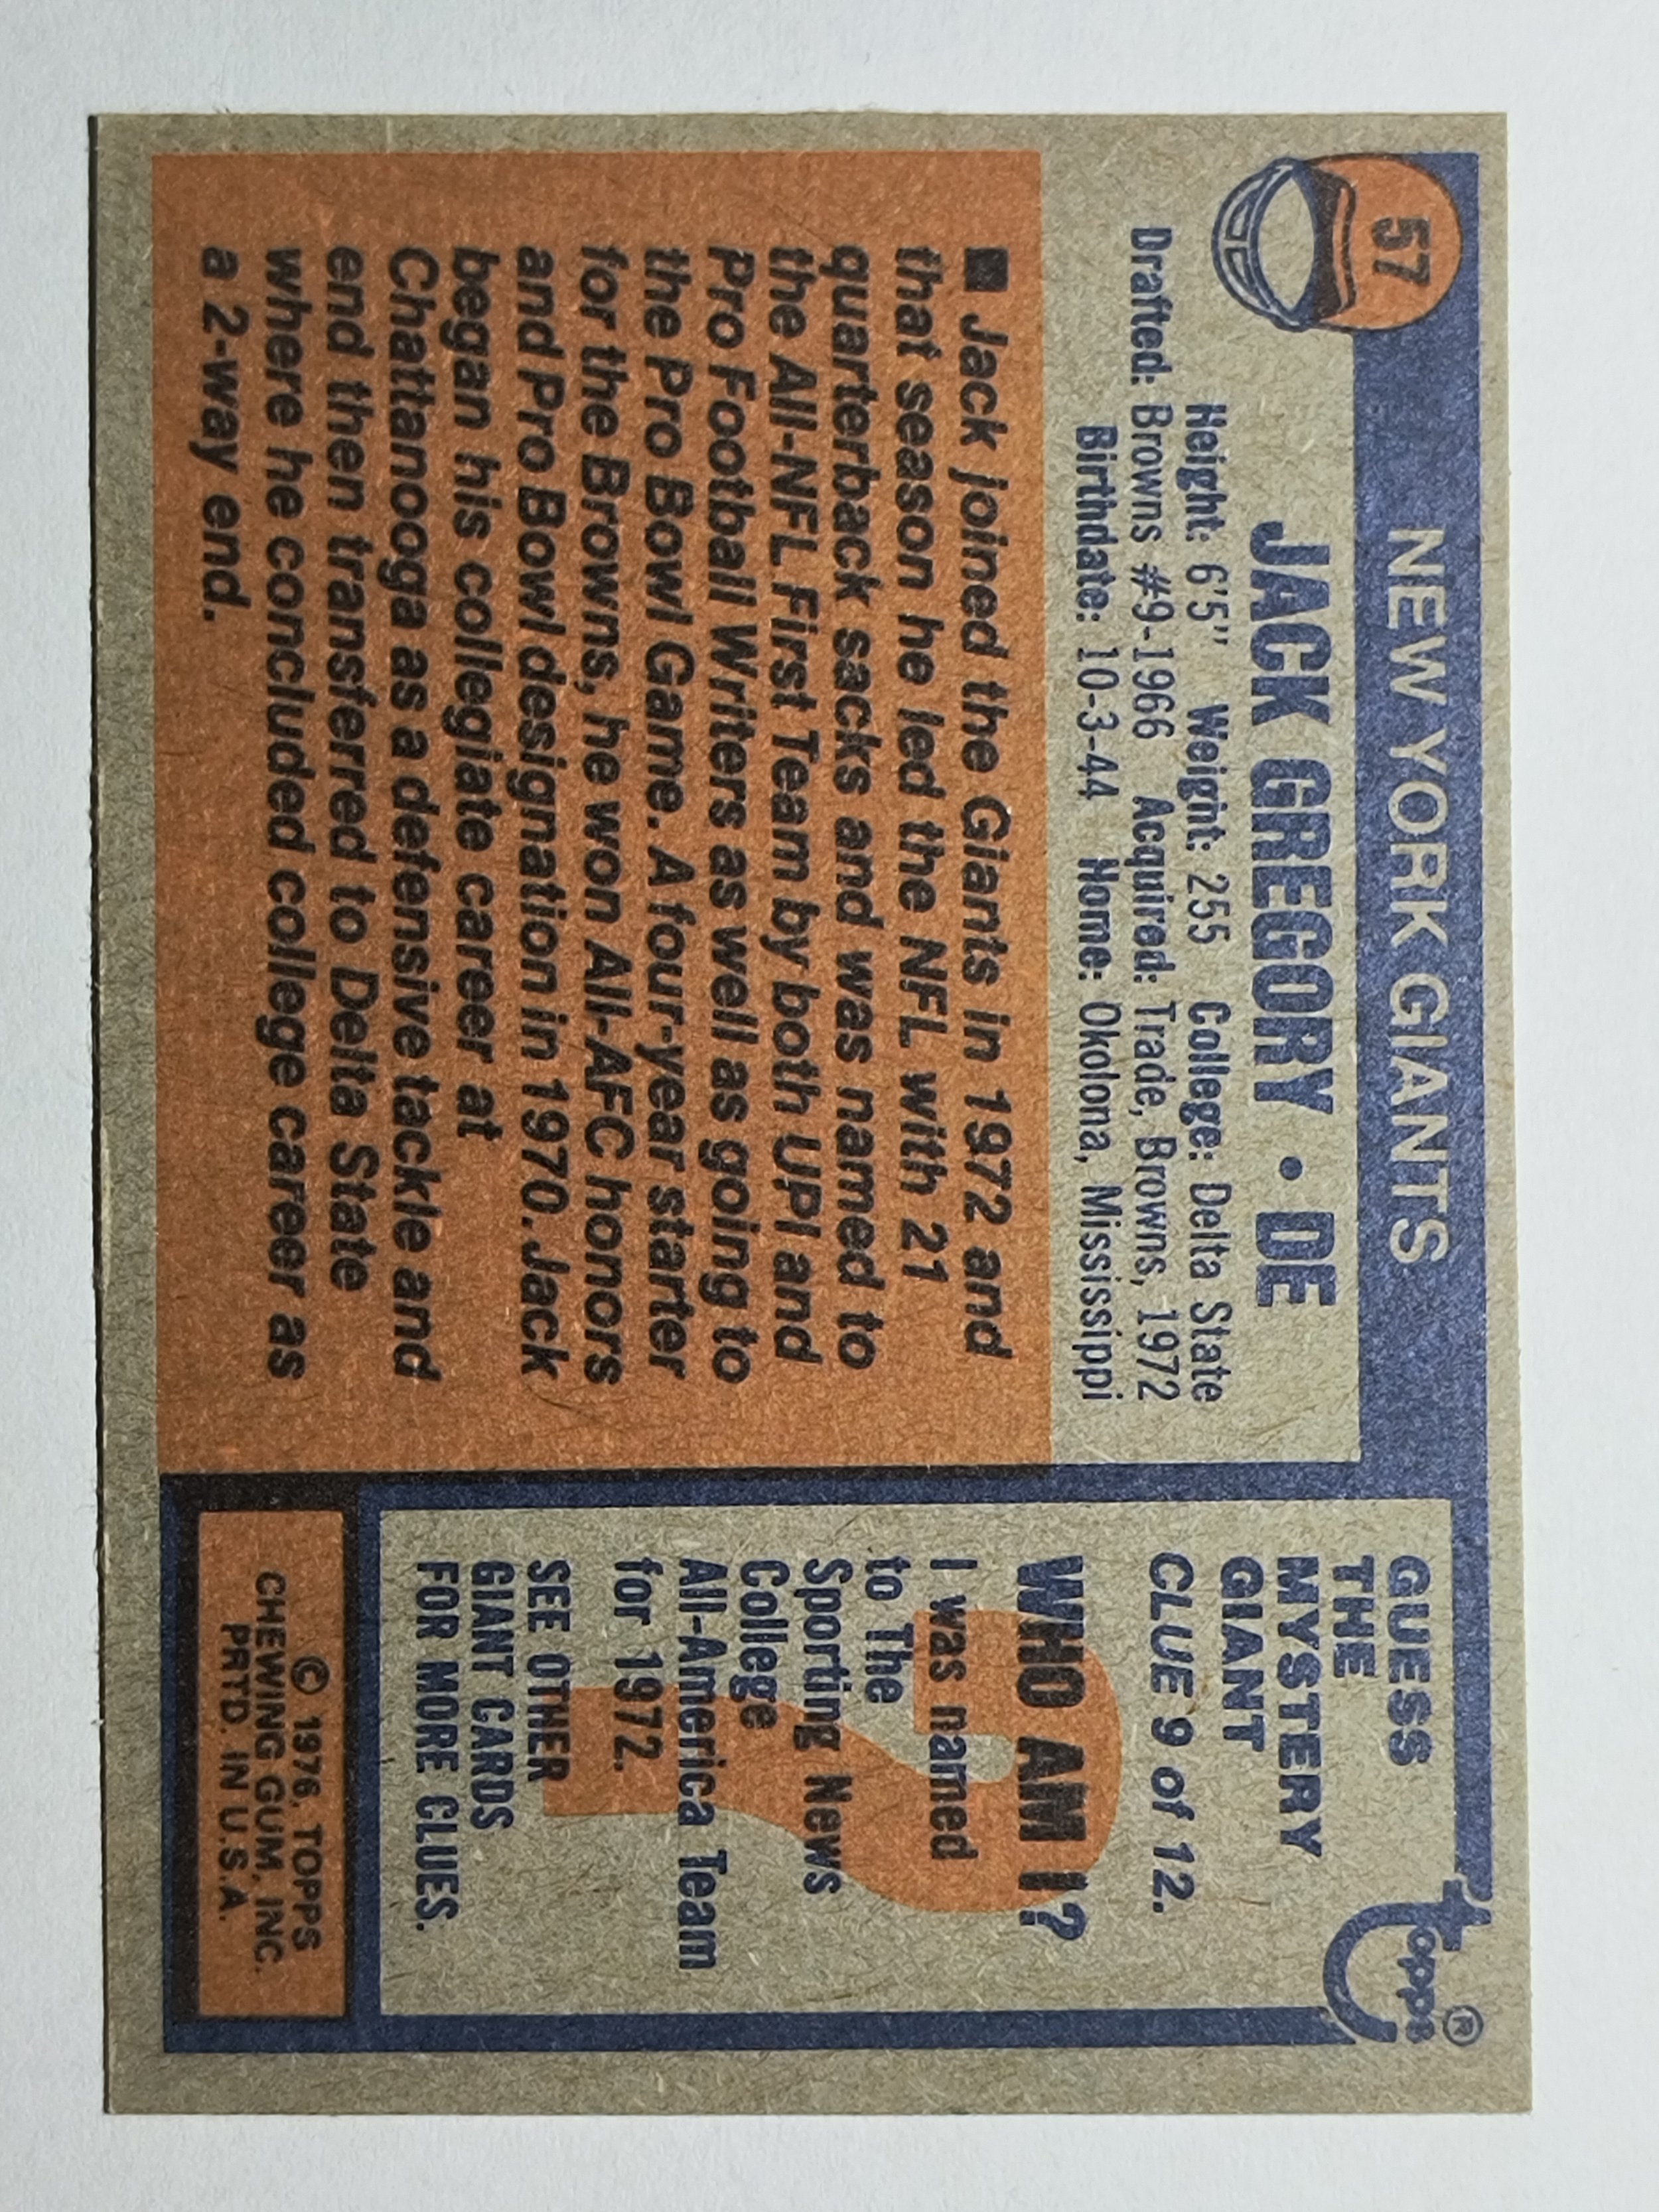 57
NEW YORK GIANTS
JACK GREGORY • DE
Height: 6'5" Weight: 255 College: Delta State
Drafted: Browns #9-1966 Acquired: Trade, Browns, 1972
Birthdate: 10-3-44 Home: Okolona, Mississippi
■ Jack joined the Giants in 1972 and
that season he led the NFL with 21
quarterback sacks and was named to
the All-NFL First Team by both UPI and
Pro Football Writers as well as going to
the Pro Bowl Game. A four-year starter
for the Browns, he won All-AFC honors
and Pro Bowl designation in 1970. Jack
began his collegiate career at
Chattanooga as a defensive tackle and
end then transferred to Delta State
where he concluded college career as
a 2-way end.
topps®
GUESS
THE
MYSTERY
GIANT
CLUE 9 of 12.
WHO AM I?
I was named
to The
Sporting News
College
All-America Team
for 1972.
SEE OTHER
GIANT CARDS
FOR MORE CLUES.
© 1976, TOPPS
CHEWING GUM, INC.
PRTD. IN U.S.A.